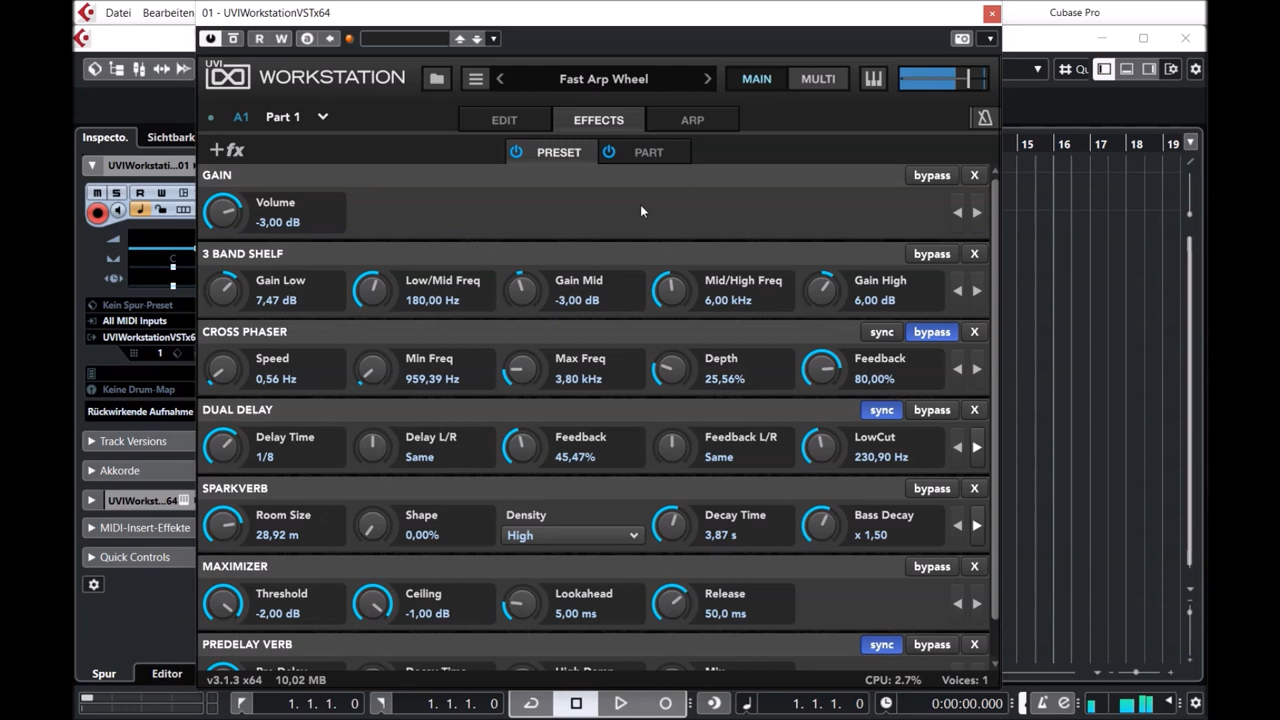 Datei Bearbeiten 01 - UVIWorkstationVSTx64 x Cubase Pro
R W a
UVI WORKSTATION Fast Arp Wheel MAIN MULTI
A1 Part 1 EDIT EFFECTS ARP
Inspecto. Sichtbark
+fx PRESET PART
15 16 17 18 19
UVIWorkstati...01
GAIN bypass X
M S R W
Volume
-3,00 dB
3 BAND SHELF bypass X
C
Gain Low Low/Mid Freq Gain Mid Mid/High Freq Gain High
7,47 dB 180,00 Hz -3,00 dB 6,00 kHz 6,00 dB
Kein Spur-Preset
All MIDI Inputs
UVIWorkstationVSTx6
1
CROSS PHASER sync bypass X
Speed Min Freq Max Freq Depth Feedback
0,56 Hz 959,39 Hz 3,80 kHz 25,56% 80,00%
Keine Drum-Map
Rückwirkende Aufnahme
DUAL DELAY sync bypass X
Track Versions
Delay Time Delay L/R Feedback Feedback L/R LowCut
1/8 Same 45,47% Same 230,90 Hz
Akkorde
SPARKVERB bypass X
UVIWorkst...64
MIDI-Insert-Effekte
Room Size Shape Density Decay Time Bass Decay
28,92 m 0,00% High 3,87 s x 1,50
Quick Controls
MAXIMIZER bypass X
Threshold Ceiling Lookahead Release
-2,00 dB -1,00 dB 5,00 ms 50,0 ms
PREDELAY VERB sync bypass X
Spur Editor
v3.1.3 x64 10,02 MB CPU: 2.7% Voices: 1
1. 1. 1. 0 1. 1. 1. 0 1. 1. 1. 0 0:00:00.000